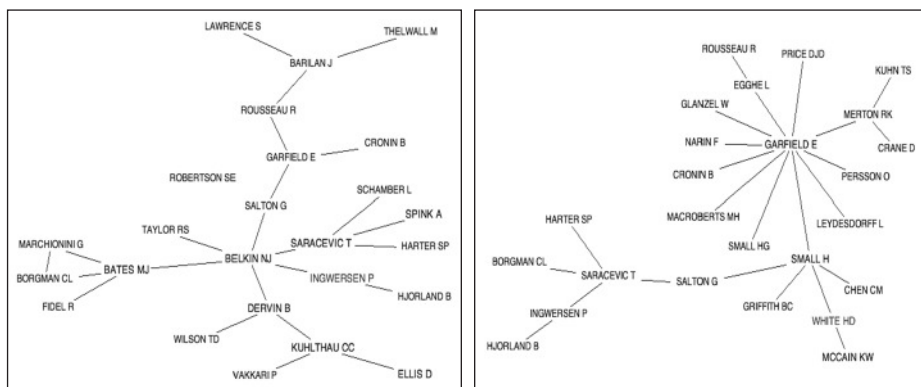 LAWRENCE S
THELWALL M
BARILAN J
ROUSSEAU R
CRONIN B
GARFIELD E
ROBERTSON SE
SCHAMBER L
SALTON G
SPINK A
TAYLOR RS
MARCHIONINI G
SARACEVIC T
HARTER SP
BELKIN NJ
BATES MJ
BORGMAN CL
INGWERSEN P
HJORLAND B
FIDEL R
DERVIN B
WILSON TD
KUHLTHAU CC
VAKKARI P
ELLIS D
ROUSSEAU R
PRICE DJD
KUHN TS
EGGHE L
GLANZEL W
MERTON RK
NARIN F
GARFIELD E
CRANE D
CRONIN B
PERSSON O
MACROBERTS MH
LEYDESDORFF L
HARTER SP
SMALL HG
BORGMAN CL
SMALL H
SARACEVIC T
SALTON G
CHEN CM
GRIFFITH BC
INGWERSEN P
WHITE HD
HJORLAND B
MCCAIN KW